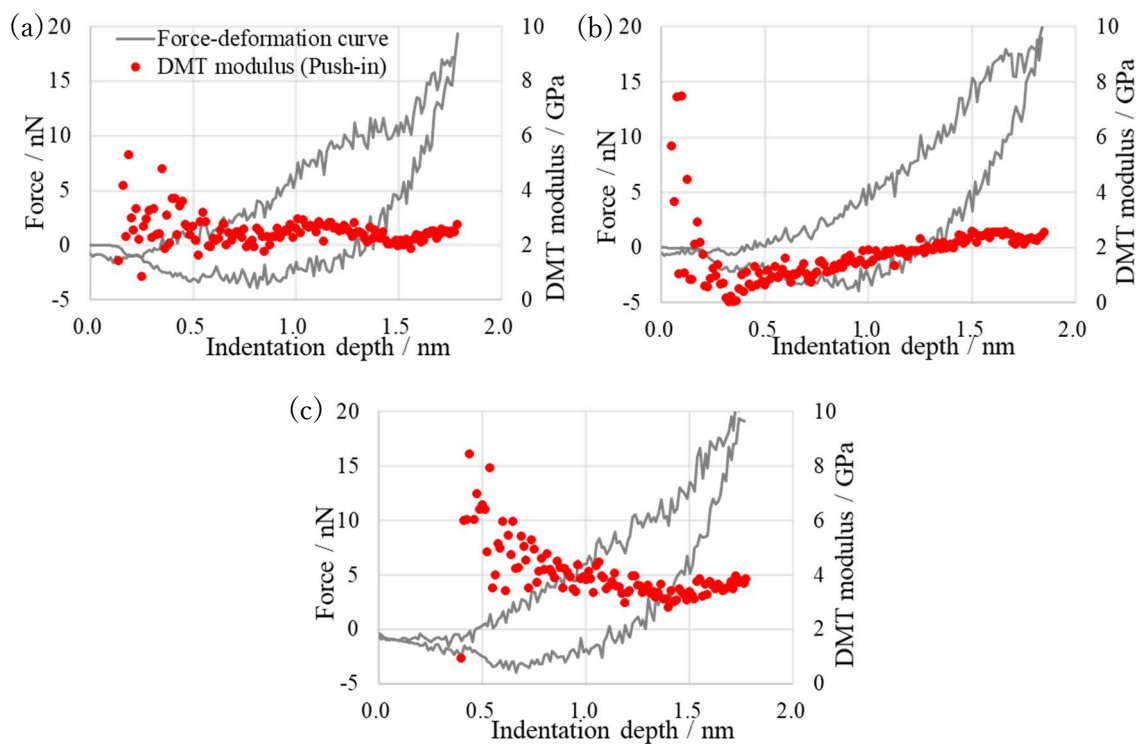 (a)
20
15
10
5
0
-5
Force / nN
Force-deformation curve
DMT modulus (Push-in)
10
8
6
4
2
0
DMT modulus / GPa
0.0 0.5 1.0 1.5 2.0
Indentation depth / nm
(b)
20
15
10
5
0
-5
Force / nN
10
8
6
4
2
0
DMT modulus / GPa
0.0 0.5 1.0 1.5 2.0
Indentation depth / nm
(c)
20
15
10
5
0
-5
Force / nN
10
8
6
4
2
0
DMT modulus / GPa
0.0 0.5 1.0 1.5 2.0
Indentation depth / nm